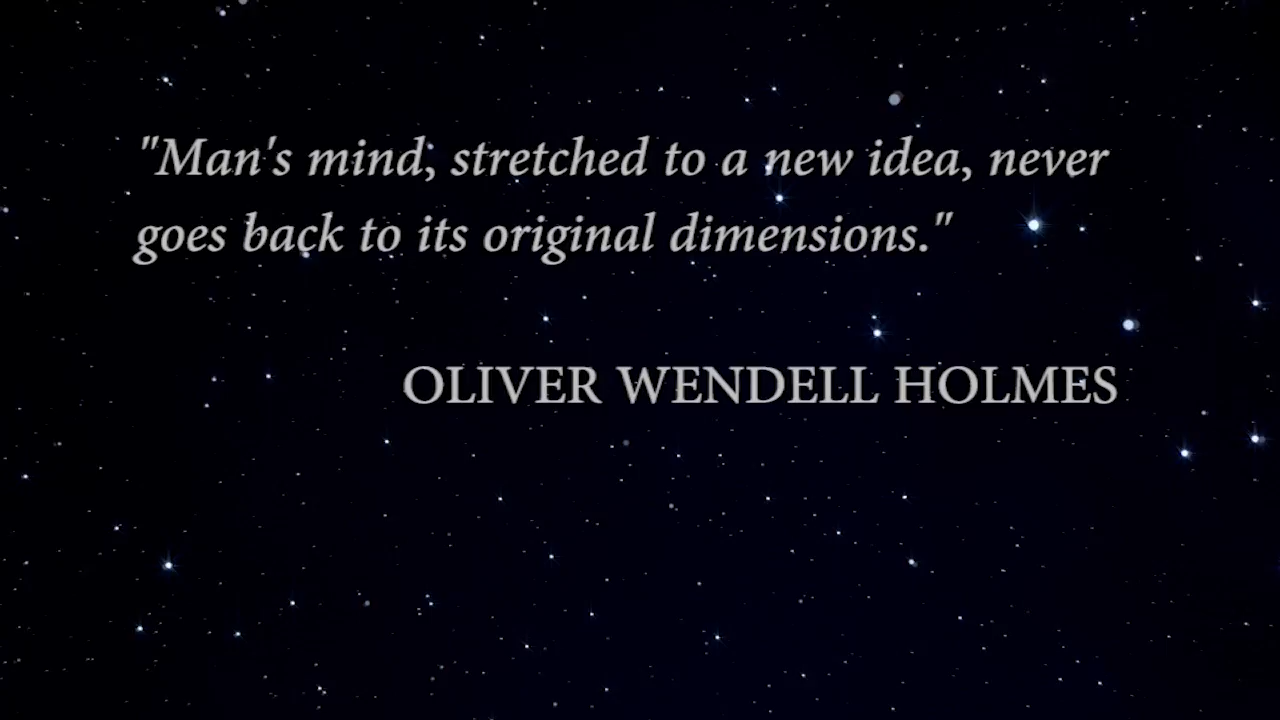 "Man's mind, stretched to a new idea, never
goes back to its original dimensions."
OLIVER WENDELL HOLMES